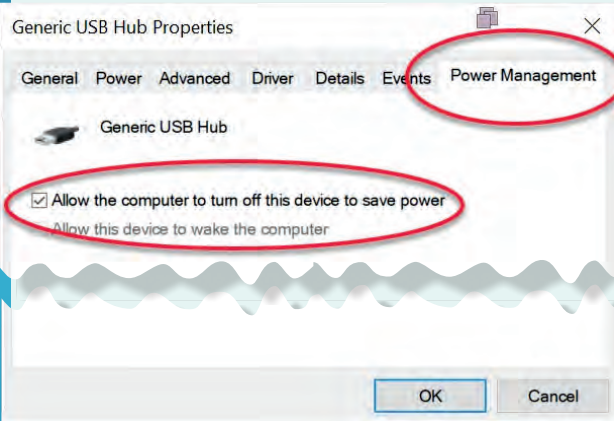 Generic USB Hub Properties
General Power Advanced Driver Details Events Power Management
Generic USB Hub
Allow the computer to turn off this device to save power
Allow this device to wake the computer
OK Cancel